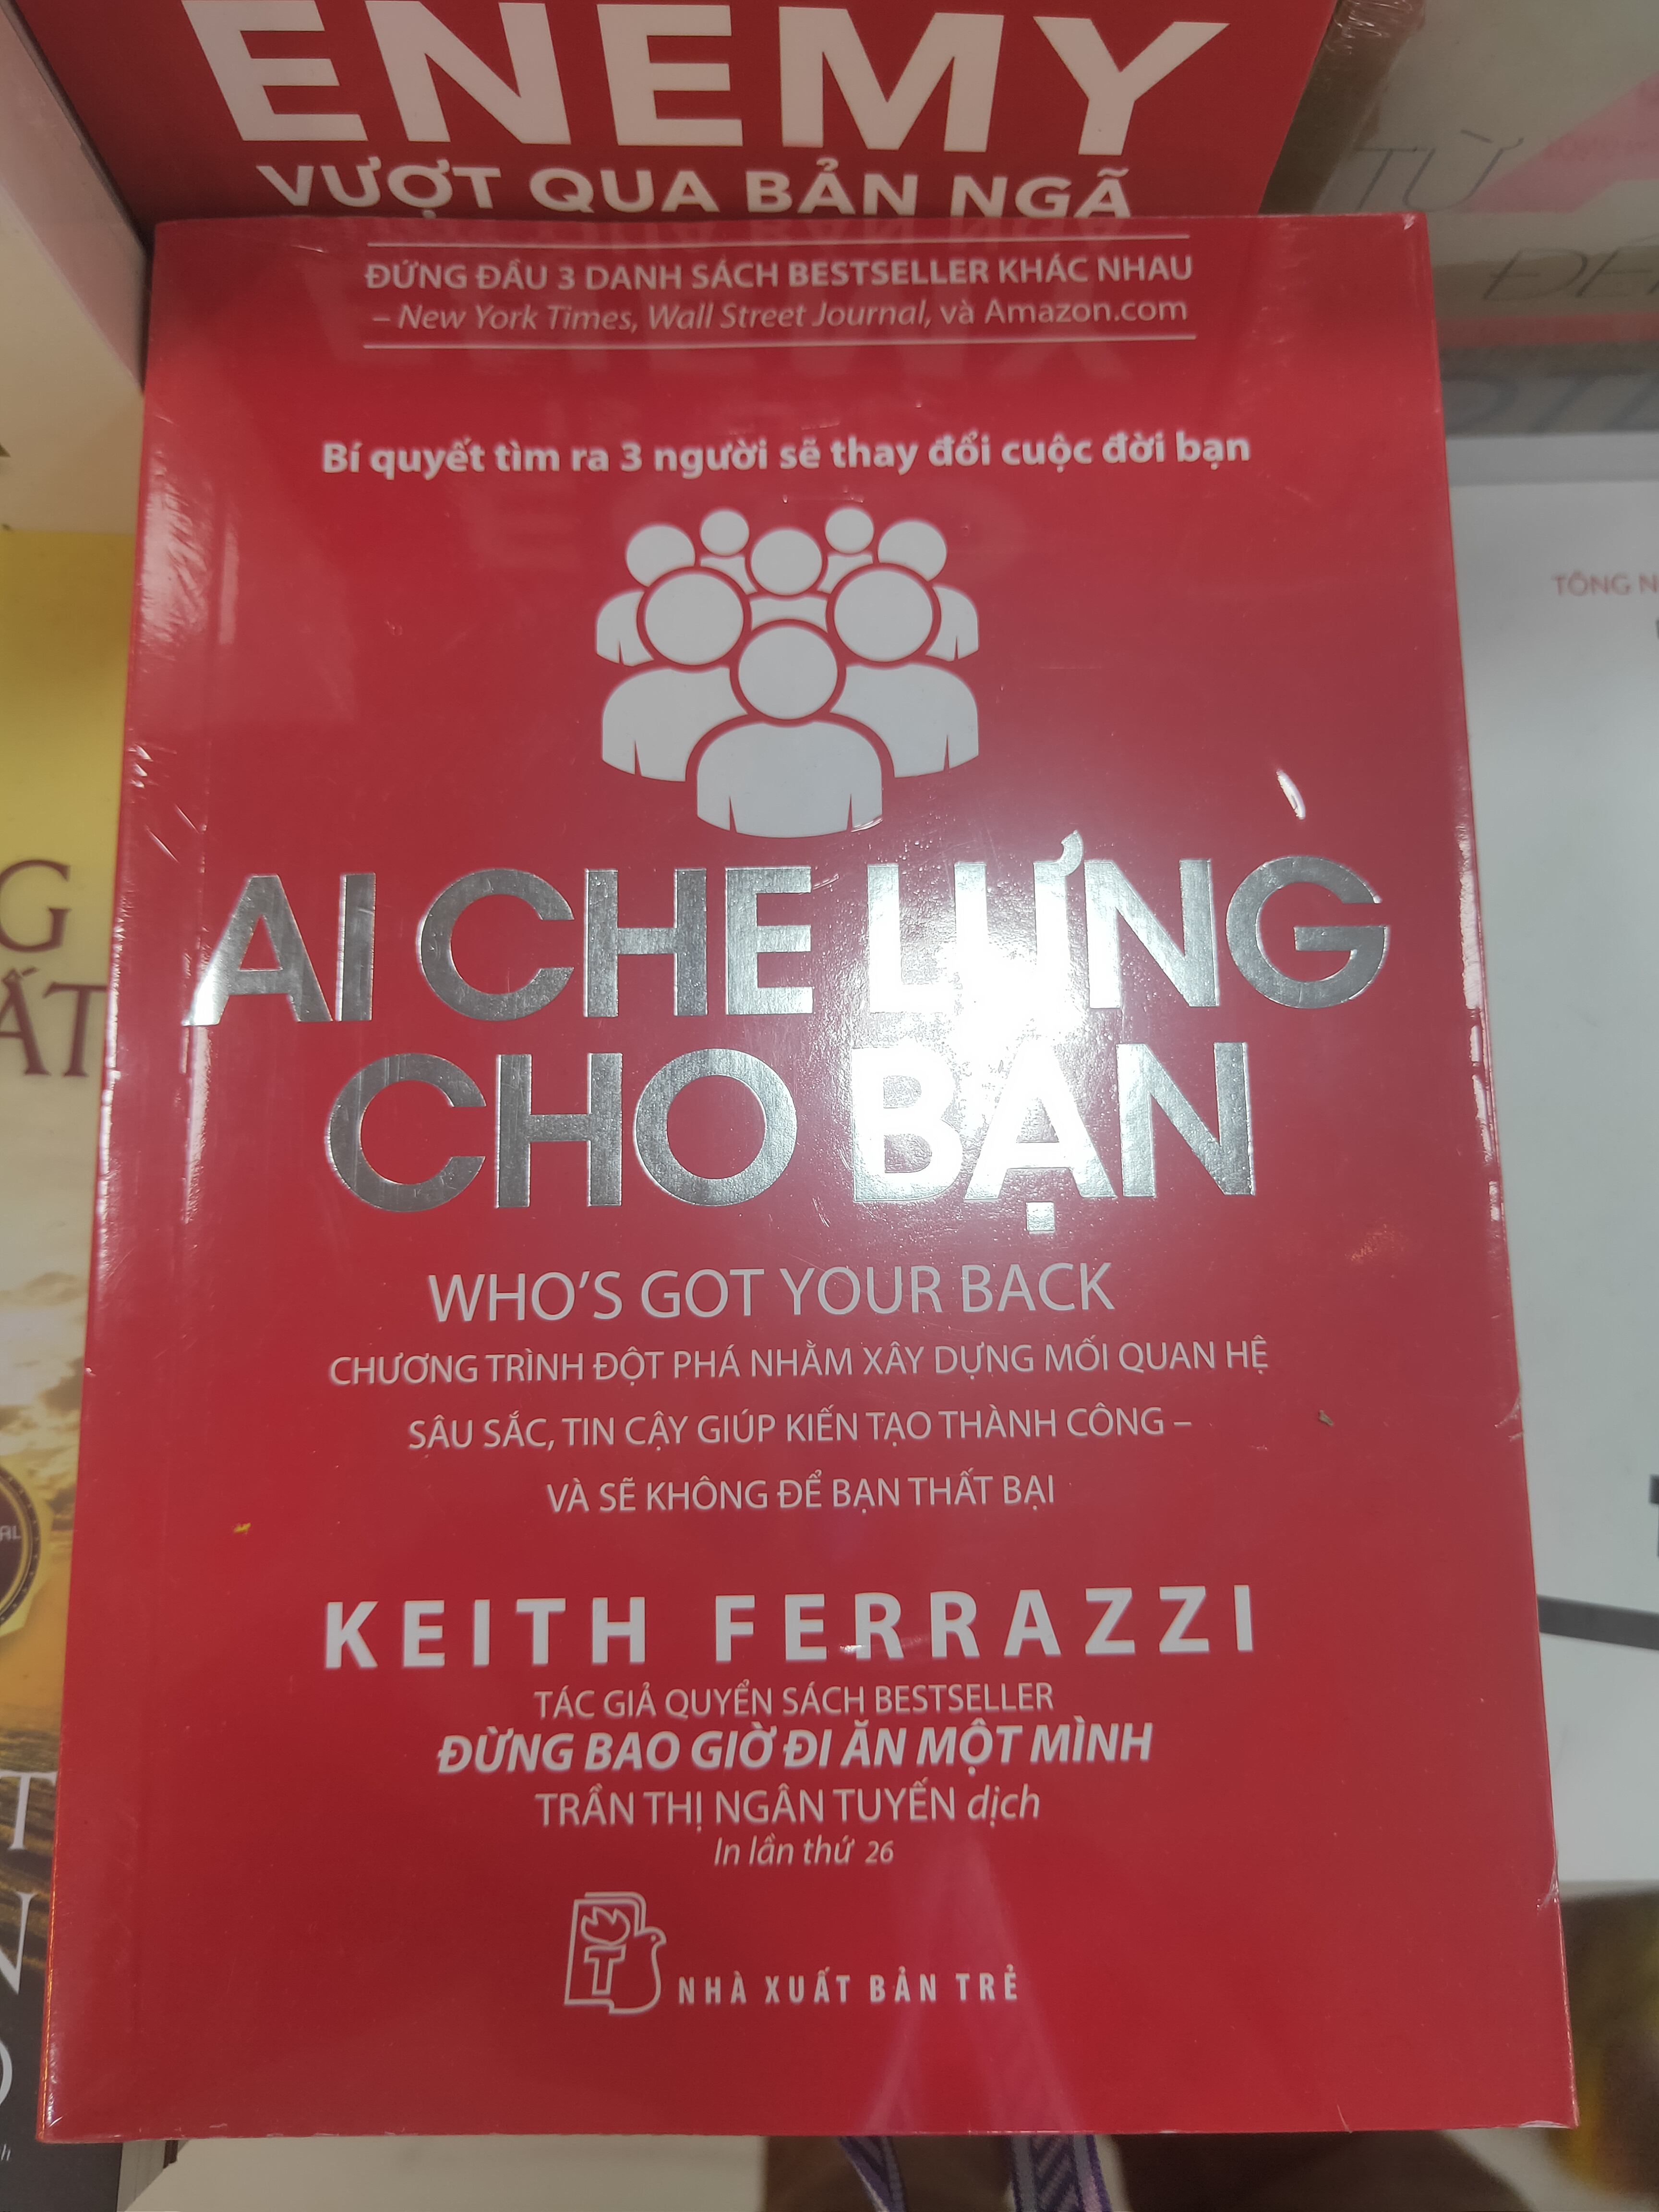 ENEMY
VƯỢT QUA BẢN NGÃ
TỪ
ĐỨNG ĐẦU 3 DANH SÁCH BESTSELLER KHÁC NHAU
– New York Times, Wall Street Journal, và Amazon.com
Bí quyết tìm ra 3 người sẽ thay đổi cuộc đời bạn
AI CHE LƯNG
CHO BẠN
WHO'S GOT YOUR BACK
CHƯƠNG TRÌNH ĐỘT PHÁ NHẰM XÂY DỰNG MỐI QUAN HỆ
SÂU SẮC, TIN CẬY GIÚP KIẾN TẠO THÀNH CÔNG –
VÀ SẼ KHÔNG ĐỂ BẠN THẤT BẠI
KEITH FERRAZZI
TÁC GIẢ QUYỂN SÁCH BESTSELLER
ĐỪNG BAO GIỜ ĐI ĂN MỘT MÌNH
TRẦN THỊ NGÂN TUYẾN dịch
In lần thứ 26
NHÀ XUẤT BẢN TRẺ